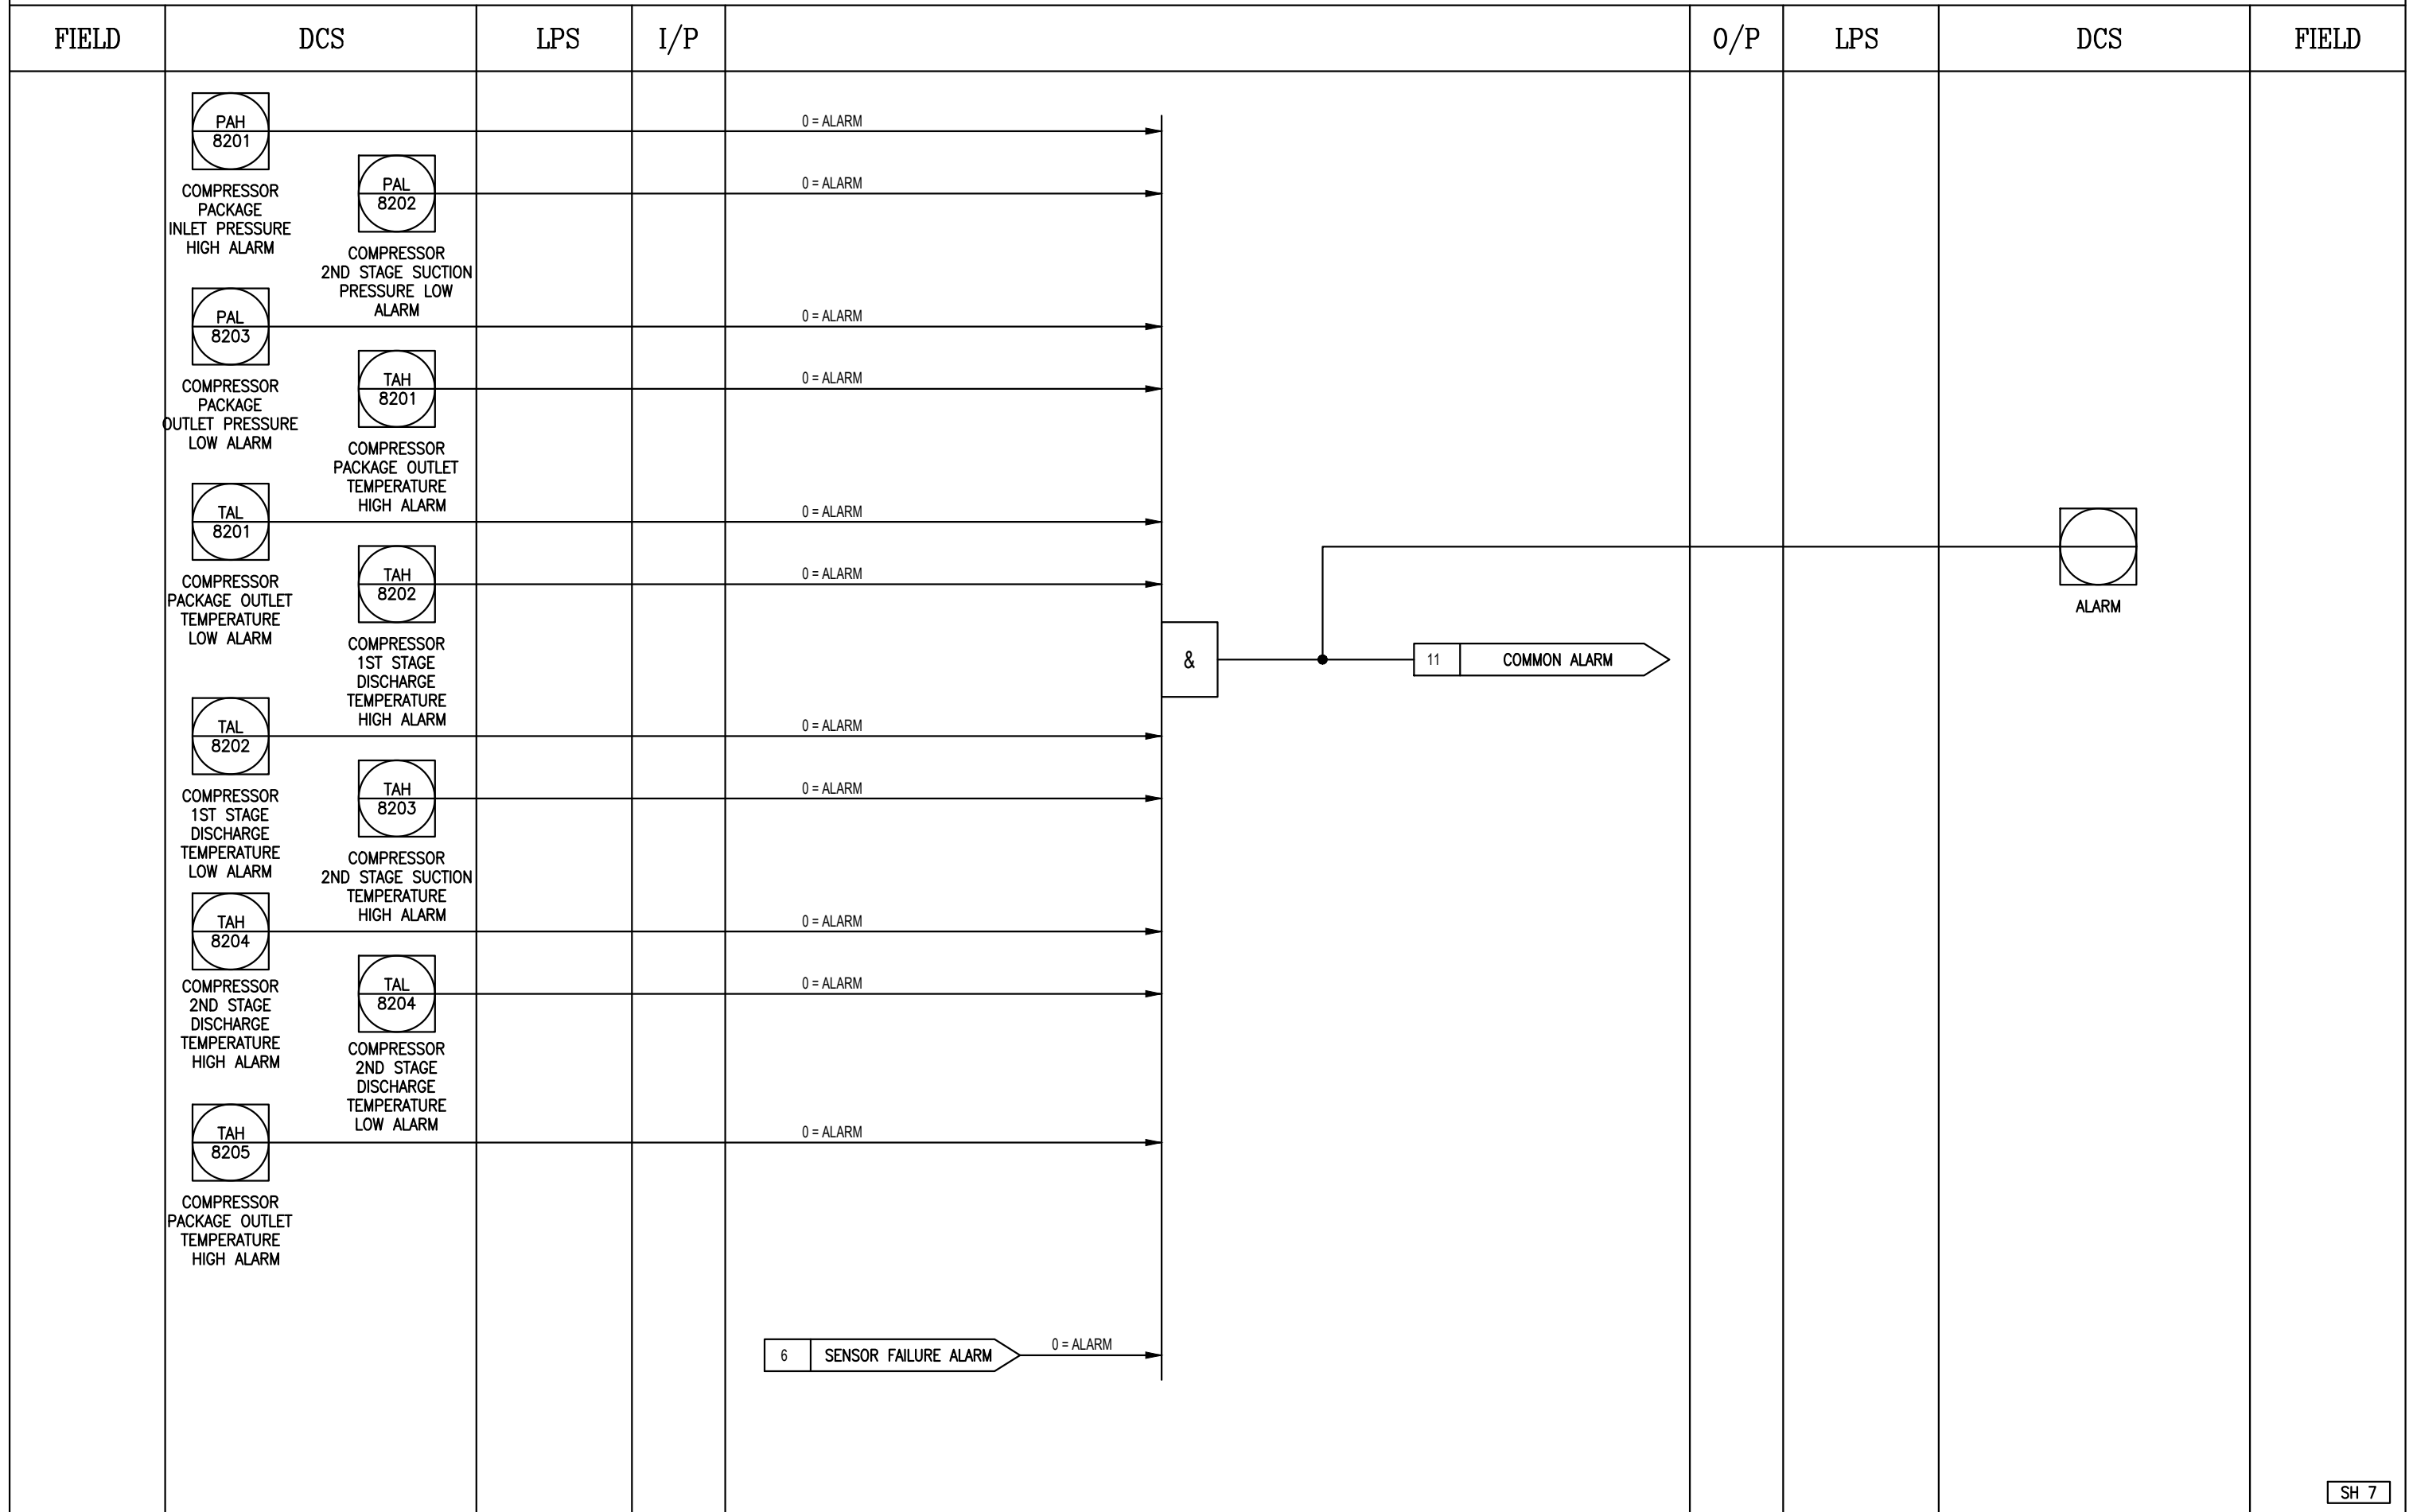 FIELD
DCS
LPS
I/P
O/P
LPS
DCS
FIELD
PAH
8201
COMPRESSOR
PACKAGE
INLET PRESSURE
HIGH ALARM
0 = ALARM
PAL
8202
COMPRESSOR
2ND STAGE SUCTION
PRESSURE LOW
ALARM
0 = ALARM
PAL
8203
COMPRESSOR
PACKAGE
OUTLET PRESSURE
LOW ALARM
0 = ALARM
TAH
8201
COMPRESSOR
PACKAGE OUTLET
TEMPERATURE
HIGH ALARM
0 = ALARM
TAL
8201
COMPRESSOR
PACKAGE OUTLET
TEMPERATURE
LOW ALARM
0 = ALARM
TAH
8202
COMPRESSOR
1ST STAGE
DISCHARGE
TEMPERATURE
HIGH ALARM
0 = ALARM
TAL
8202
COMPRESSOR
1ST STAGE
DISCHARGE
TEMPERATURE
LOW ALARM
0 = ALARM
TAH
8203
COMPRESSOR
2ND STAGE SUCTION
TEMPERATURE
HIGH ALARM
0 = ALARM
TAH
8204
COMPRESSOR
2ND STAGE
DISCHARGE
TEMPERATURE
HIGH ALARM
0 = ALARM
TAL
8204
COMPRESSOR
2ND STAGE
DISCHARGE
TEMPERATURE
LOW ALARM
0 = ALARM
TAH
8205
COMPRESSOR
PACKAGE OUTLET
TEMPERATURE
HIGH ALARM
0 = ALARM
6 SENSOR FAILURE ALARM
0 = ALARM
&
11 COMMON ALARM
ALARM
SH 7